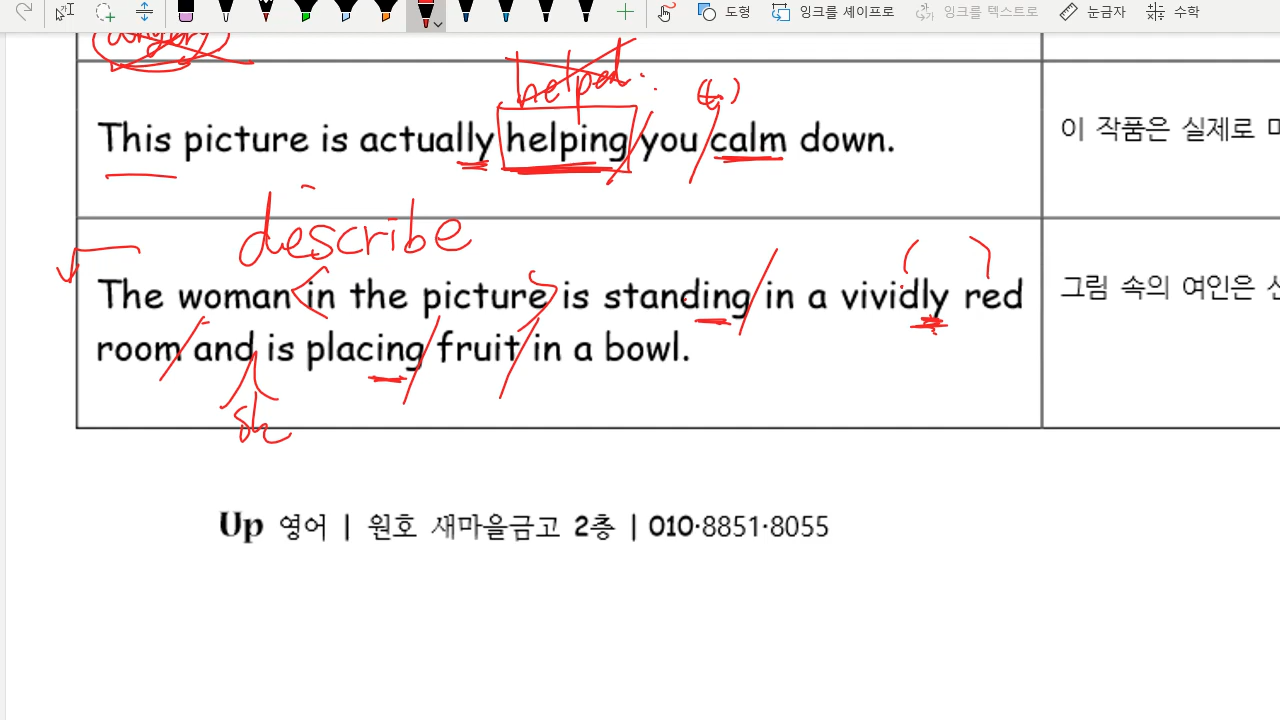 도형 잉크를 셰이프로 잉크를 텍스트로 눈금자 수학
helped
(to)
This picture is actually helping you calm down.
이 작품은 실제로
describe
The woman in the picture is standing in a vividly red
그림 속의 여인은
room and is placing fruit in a bowl.
Up 영어 | 원호 새마을금고 2층 | 010·8851·8055